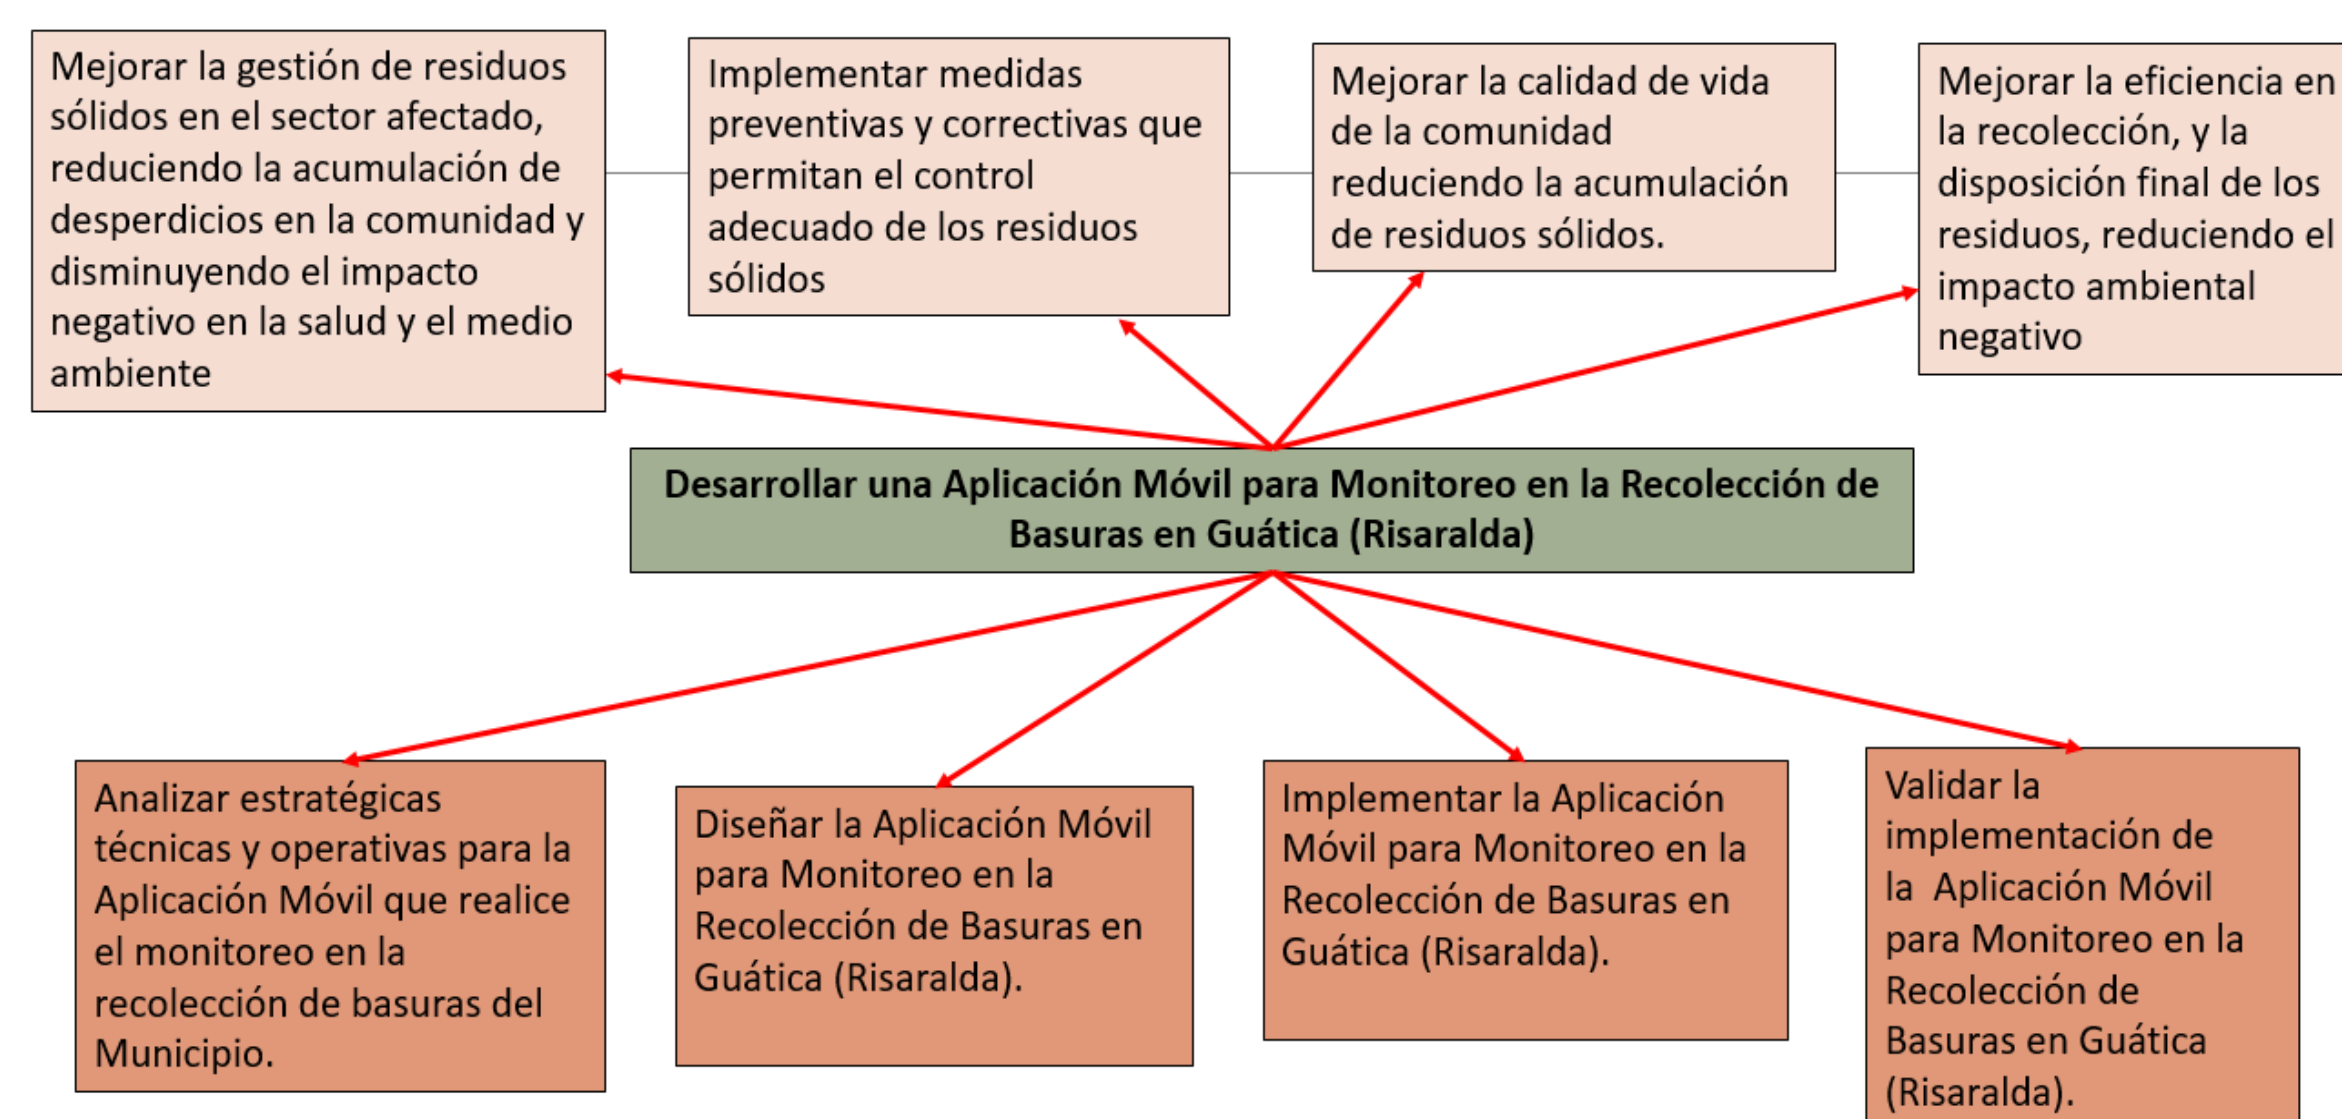 Mejorar la gestión de residuos
sólidos en el sector afectado,
reduciendo la acumulación de
desperdicios en la comunidad y
disminuyendo el impacto
negativo en la salud y el medio
ambiente
Implementar medidas
preventivas y correctivas que
permitan el control
adecuado de los residuos
sólidos
Mejorar la calidad de vida
de la comunidad
reduciendo la acumulación
de residuos sólidos.
Mejorar la eficiencia en
la recolección, y la
disposición final de los
residuos, reduciendo el
impacto ambiental
negativo
Desarrollar una Aplicación Móvil para Monitoreo en la Recolección de
Basuras en Guática (Risaralda)
Analizar estratégicas
técnicas y operativas para la
Aplicación Móvil que realice
el monitoreo en la
recolección de basuras del
Municipio.
Diseñar la Aplicación Móvil
para Monitoreo en la
Recolección de Basuras en
Guática (Risaralda).
Implementar la Aplicación
Móvil para Monitoreo en la
Recolección de Basuras en
Guática (Risaralda).
Validar la
implementación de
la  Aplicación Móvil
para Monitoreo en la
Recolección de
Basuras en Guática
(Risaralda).